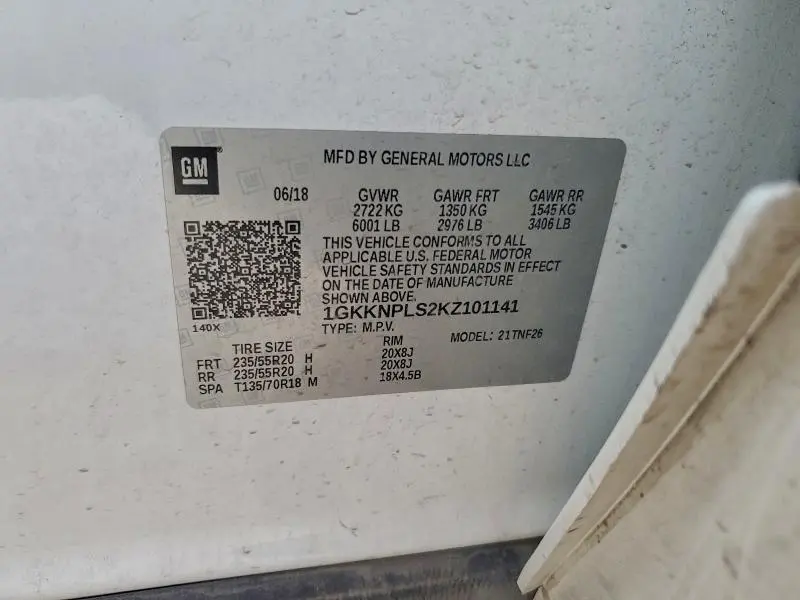 GM®
MFD BY GENERAL MOTORS LLC
06/18 GVWR GAWR FRT GAWR RR
2722 KG 1350 KG 1545 KG
6001 LB 2976 LB 3406 LB
THIS VEHICLE CONFORMS TO ALL
APPLICABLE U.S. FEDERAL MOTOR
VEHICLE SAFETY STANDARDS IN EFFECT
ON THE DATE OF MANUFACTURE
SHOWN ABOVE.
140X
1GKKNPLS2KZ101141
TYPE: M.P.V. MODEL: 21TNF26
TIRE SIZE RIM
FRT 235/55R20 H 20X8J
RR 235/55R20 H 20X8J
SPA T135/70R18 M 18X4.5B